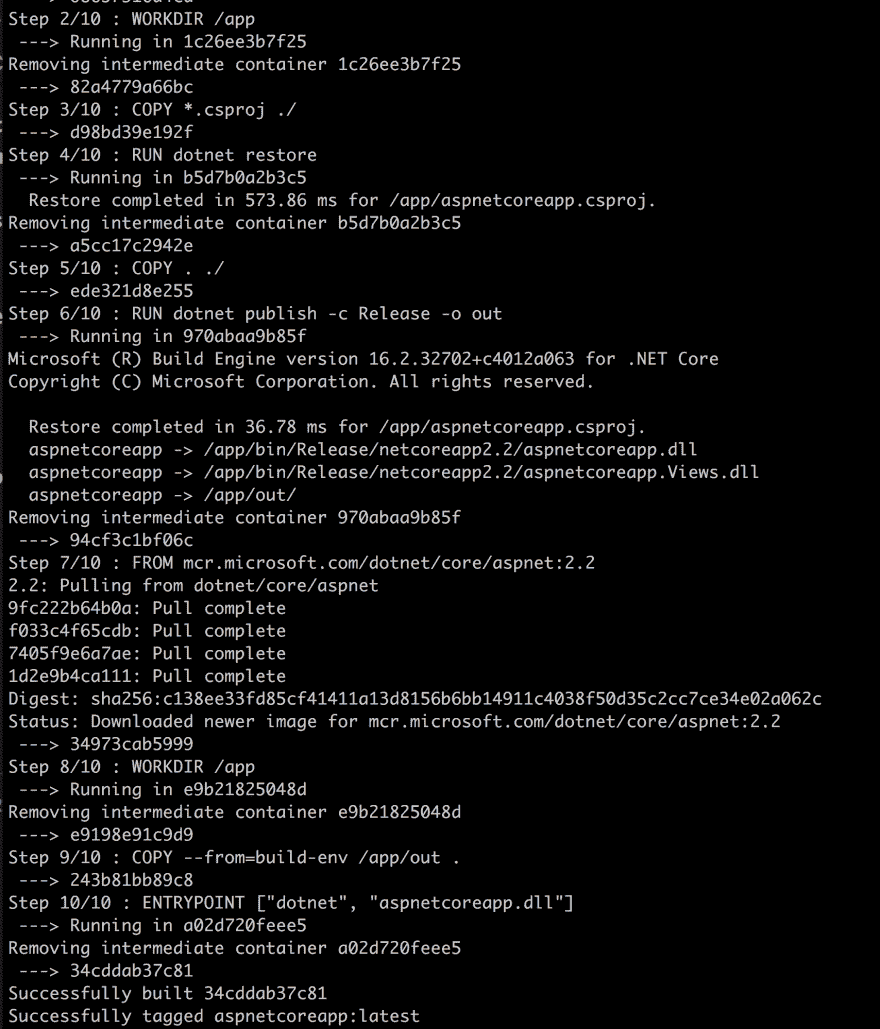 Step 2/10 : WORKDIR /app
 ---> Running in 1c26ee3b7f25
Removing intermediate container 1c26ee3b7f25
 ---> 82a4779a66bc
Step 3/10 : COPY *.csproj ./
 ---> d98bd39e192f
Step 4/10 : RUN dotnet restore
 ---> Running in b5d7b0a2b3c5
  Restore completed in 573.86 ms for /app/aspnetcoreapp.csproj.
Removing intermediate container b5d7b0a2b3c5
 ---> a5cc17c2942e
Step 5/10 : COPY . ./
 ---> ede321d8e255
Step 6/10 : RUN dotnet publish -c Release -o out
 ---> Running in 970abaa9b85f
Microsoft (R) Build Engine version 16.2.32702+c4012a063 for .NET Core
Copyright (C) Microsoft Corporation. All rights reserved.

  Restore completed in 36.78 ms for /app/aspnetcoreapp.csproj.
  aspnetcoreapp -> /app/bin/Release/netcoreapp2.2/aspnetcoreapp.dll
  aspnetcoreapp -> /app/bin/Release/netcoreapp2.2/aspnetcoreapp.Views.dll
  aspnetcoreapp -> /app/out/
Removing intermediate container 970abaa9b85f
 ---> 94cf3c1bf06c
Step 7/10 : FROM mcr.microsoft.com/dotnet/core/aspnet:2.2
2.2: Pulling from dotnet/core/aspnet
9fc222b64b0a: Pull complete
f033c4f65cdb: Pull complete
7405f9e6a7ae: Pull complete
1d2e9b4ca111: Pull complete
Digest: sha256:c138ee33fd85cf41411a13d8156b6bb14911c4038f50d35c2cc7ce34e02a062c
Status: Downloaded newer image for mcr.microsoft.com/dotnet/core/aspnet:2.2
 ---> 34973cab5999
Step 8/10 : WORKDIR /app
 ---> Running in e9b21825048d
Removing intermediate container e9b21825048d
 ---> e9198e91c9d9
Step 9/10 : COPY --from=build-env /app/out .
 ---> 243b81bb89c8
Step 10/10 : ENTRYPOINT ["dotnet", "aspnetcoreapp.dll"]
 ---> Running in a02d720feee5
Removing intermediate container a02d720feee5
 ---> 34cddab37c81
Successfully built 34cddab37c81
Successfully tagged aspnetcoreapp:latest